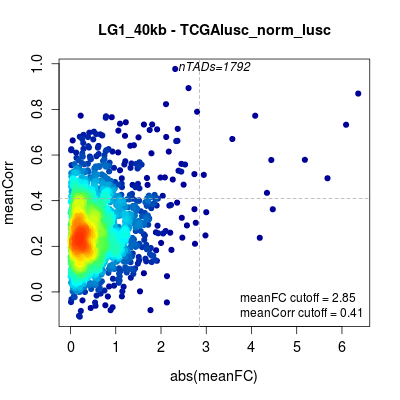 LG1_40kb - TCGAlusc_norm_lusc
nTADs=1792
meanCorr
1.0
0.8
0.6
0.4
0.2
0.0
meanFC cutoff = 2.85
meanCorr cutoff = 0.41
0 1 2 3 4 5 6
abs(meanFC)